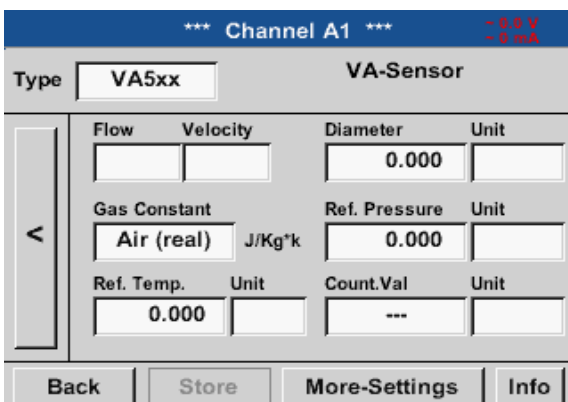 *** Channel A1 ***
~ 0.0 V
~ 0 mA
Type VA5xx VA-Sensor
Flow Velocity Diameter Unit
0.000
<
Gas Constant Ref. Pressure Unit
Air (real) J/Kg*k 0.000
Ref. Temp. Unit Count.Val Unit
0.000 ---
Back Store More-Settings Info